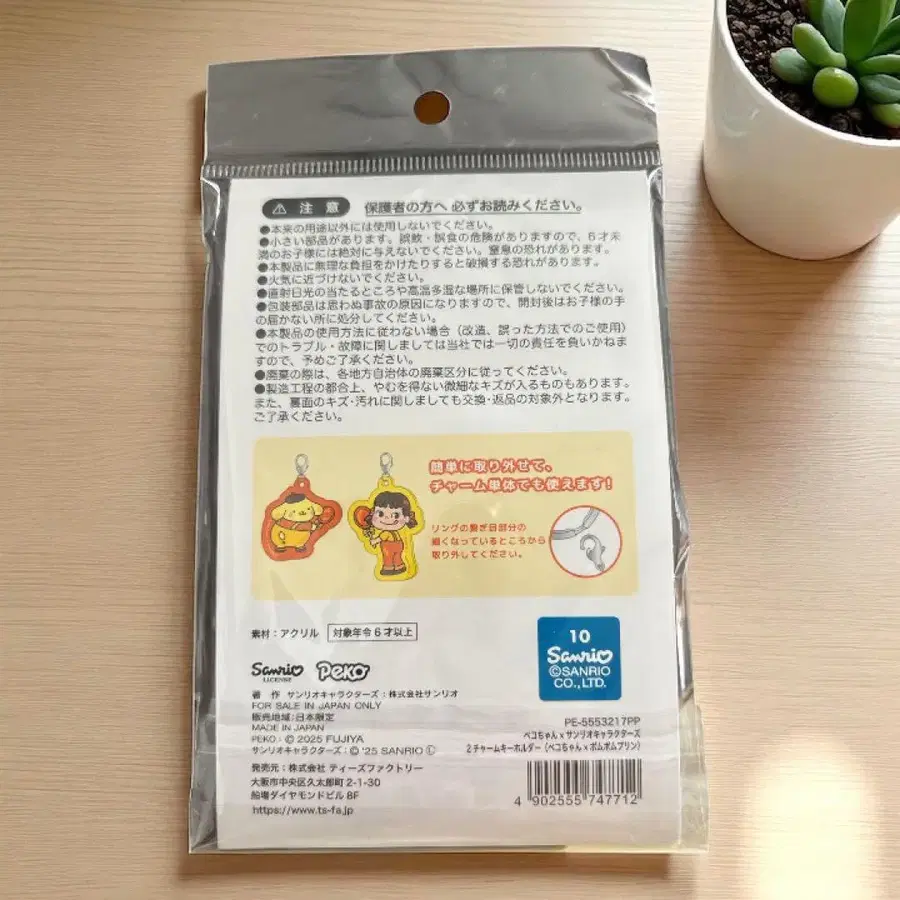 ⚠ 注意 保護者の方へ 必ずお読みください。
●本来の用途以外には使用しないでください。
●小さい部品があります。誤飲・誤食の危険がありますので、6才未
満のお子様には絶対に与えないでください。窒息の恐れがあります。
●本製品に無理な負担をかけたりすると破損する恐れがあります。
●火気に近づけないでください。
●直射日光の当たるところや高温多湿な場所に保管しないでください。
●包装部品は思わぬ事故の原因になりますので、開封後はお子様の手
の届かない所に処分してください。
●本製品の使用方法に従わない場合（改造、誤った方法でのご使用）
でのトラブル・故障に関しましては当社では一切の責任を負いかねま
すので、予めご了承ください。
●廃棄の際は、各地方自治体の廃棄区分に従ってください。
●製造工程の都合上、やむを得ない微細なキズが入るものもあります。
また、裏面のキズ・汚れに関しましても交換・返品の対象外となります。
ご了承ください。
簡単に取り外せて、
チャーム単体でも使えます！
リングの繋ぎ目部分の
細くなっているところから
取り外してください。
素材：アクリル 対象年令6才以上
10
Sanrio
©SANRIO
CO.,LTD.
Sanrio
LICENSE
PEKO
著 作 サンリオキャラクターズ：株式会社サンリオ
FOR SALE IN JAPAN ONLY
販売地域：日本限定
MADE IN JAPAN
PEKO：© 2025 FUJIYA
サンリオキャラクターズ：© '25 SANRIO Ⓛ
発売元：株式会社 ティーズファクトリー
大阪市中央区久太郎町2-1-30
船場ダイヤモンドビル 8F
https://www.ts-fa.jp
PE-5553217PP
ペコちゃん x サンリオキャラクターズ
2チャームキーホルダー（ペコちゃん x ポムポムプリン）
4 902555 747712